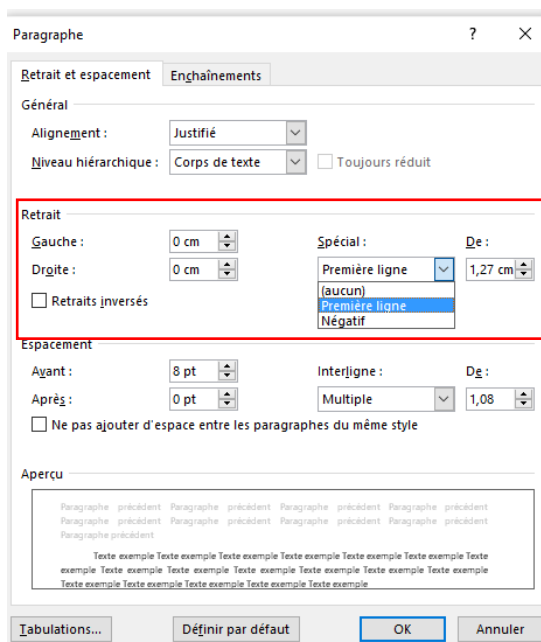 Paragraphe ?
Retrait et espacement Enchaînements
Général
Alignement : Justifié
Niveau hiérarchique : Corps de texte Toujours réduit
Retrait
Gauche : 0 cm Spécial : De :
Droite : 0 cm Première ligne 1,27 cm
(aucun)
Retraits inversés Première ligne
Négatif
Espacement
Avant : 8 pt Interligne : De :
Après : 0 pt Multiple 1,08
Ne pas ajouter d'espace entre les paragraphes du même style
Aperçu
Paragraphe précédent Paragraphe précédent Paragraphe précédent Paragraphe précédent
Paragraphe précédent Paragraphe précédent Paragraphe précédent Paragraphe précédent
Paragraphe précédent
Texte exemple Texte exemple Texte exemple Texte exemple Texte exemple Texte exemple Texte
exemple Texte exemple Texte exemple Texte exemple Texte exemple Texte exemple Texte exemple
Texte exemple Texte exemple Texte exemple Texte exemple Texte exemple
Tabulations... Définir par défaut OK Annuler